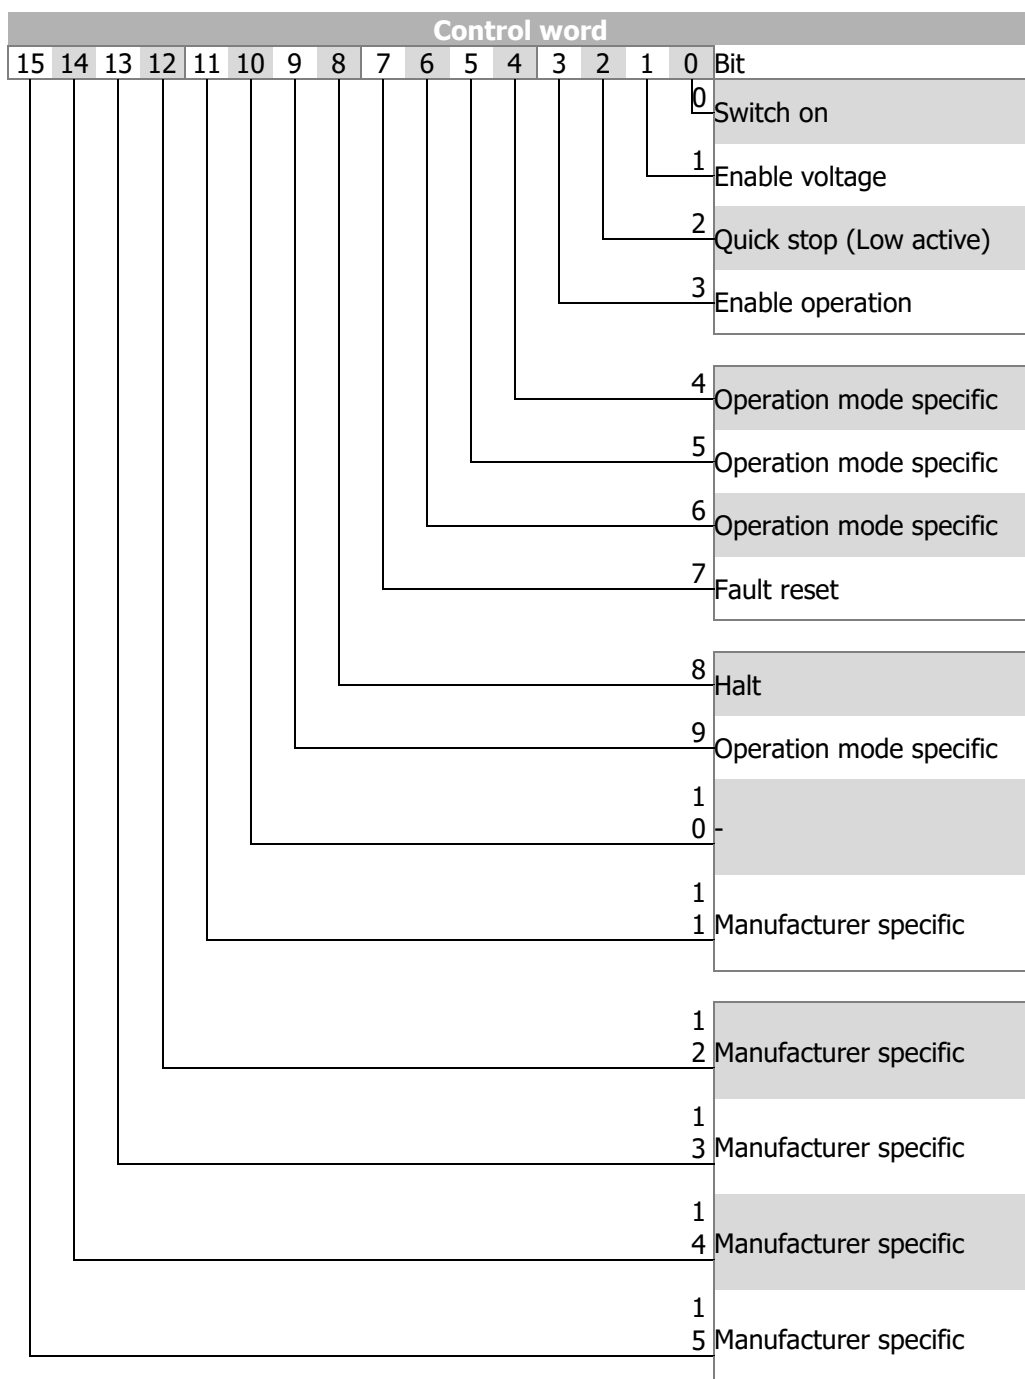 Control word
15 14 13 12 11 10 9 8 7 6 5 4 3 2 1 0 Bit
0 Switch on
1 Enable voltage
2 Quick stop (Low active)
3 Enable operation
4 Operation mode specific
5 Operation mode specific
6 Operation mode specific
7 Fault reset
8 Halt
9 Operation mode specific
1
0 -
1
1 Manufacturer specific
1
2 Manufacturer specific
1
3 Manufacturer specific
1
4 Manufacturer specific
1
5 Manufacturer specific